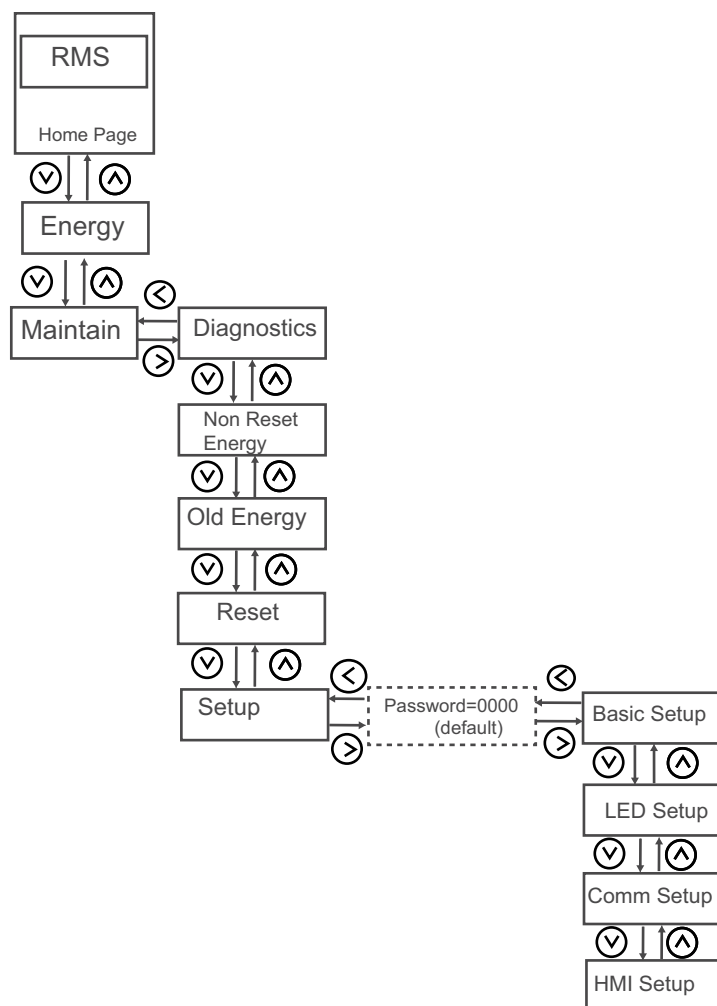 RMS
Home Page
Energy
Maintain
Diagnostics
Non Reset
Energy
Old Energy
Reset
Setup
Password=0000
(default)
Basic Setup
LED Setup
Comm Setup
HMI Setup